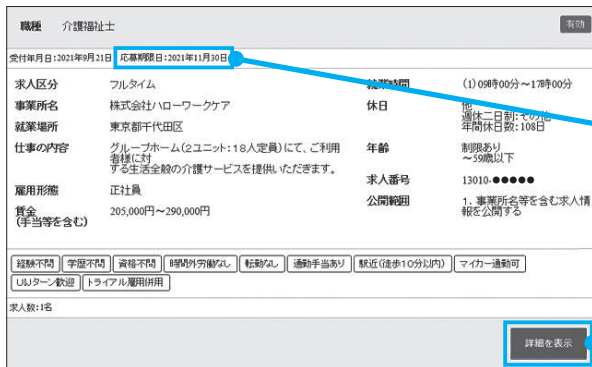 職種 介護福祉士
有効
受付年月日:2021年9月21日 応募期限日:2021年11月30日
求人区分 フルタイム
事業所名 株式会社ハローワークケア
就業場所 東京都千代田区
仕事の内容 グループホーム(2ユニット:18人定員)にて、ご利用
者様に対
する生活全般の介護サービスを提供いただきます。
雇用形態 正社員
賃金
(手当等を含む) 205,000円～290,000円
就業時間 (1)09時00分～17時00分
休日 他
週休二日制:その他
年間休日数:108日
年齢 制限あり
～59歳以下
求人番号 13010-●●●●●
公開範囲 1．事業所名等を含む求人情
報を公開する
経験不問 学歴不問 資格不問 時間外労働なし 転勤なし 通勤手当あり 駅近(徒歩10分以内) マイカー通勤可
UIJターン歓迎 トライアル雇用併用
求人数:1名
詳細を表示